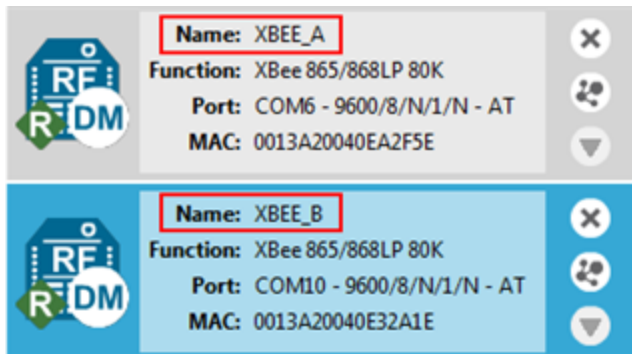 Name: XBEE_A
Function: XBee 865/868LP 80K
Port: COM6 - 9600/8/N/1/N - AT
MAC: 0013A20040EA2F5E
RF
R
DM
Name: XBEE_B
Function: XBee 865/868LP 80K
Port: COM10 - 9600/8/N/1/N - AT
MAC: 0013A20040E32A1E
RF
R
DM